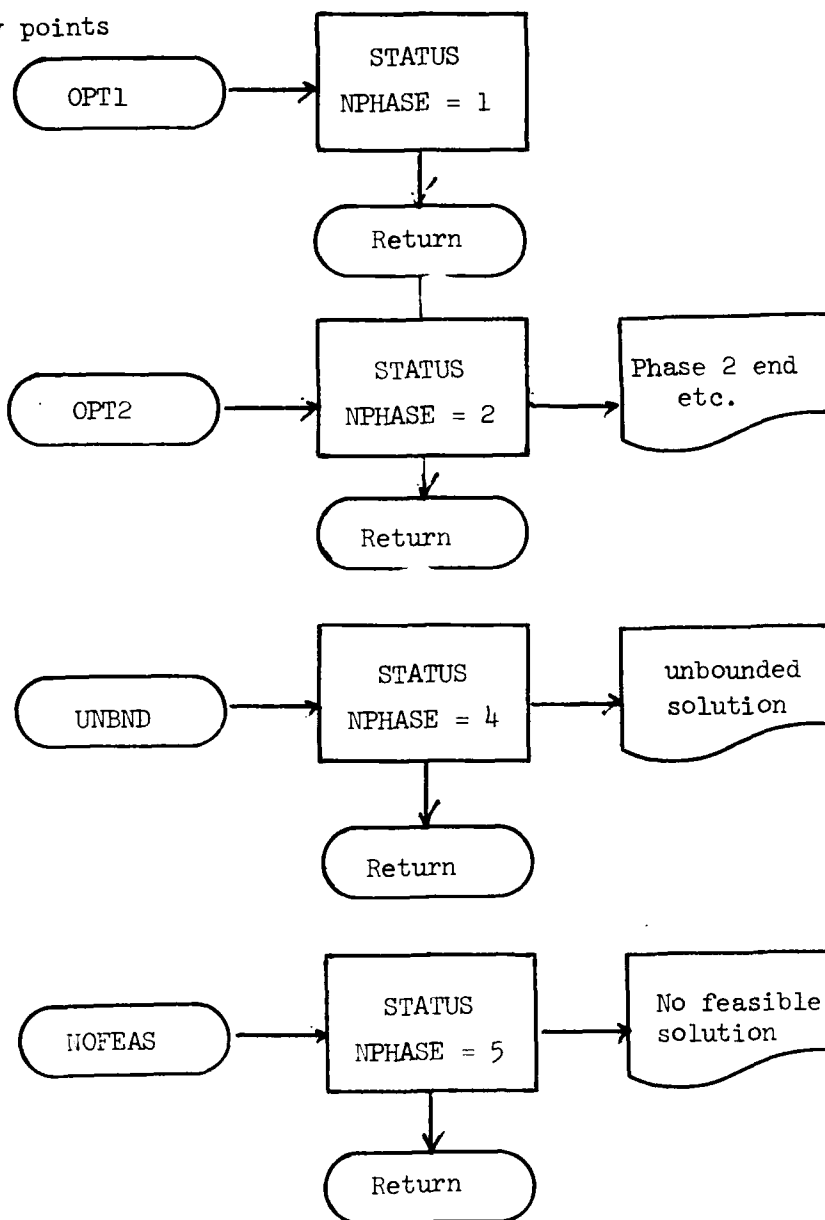 points
OPT1
STATUS
NPHASE = 1
Return
OPT2
STATUS
NPHASE = 2
Phase 2 end
etc.
Return
UNBND
STATUS
NPHASE = 4
unbounded
solution
Return
NOFEAS
STATUS
NPHASE = 5
No feasible
solution
Return